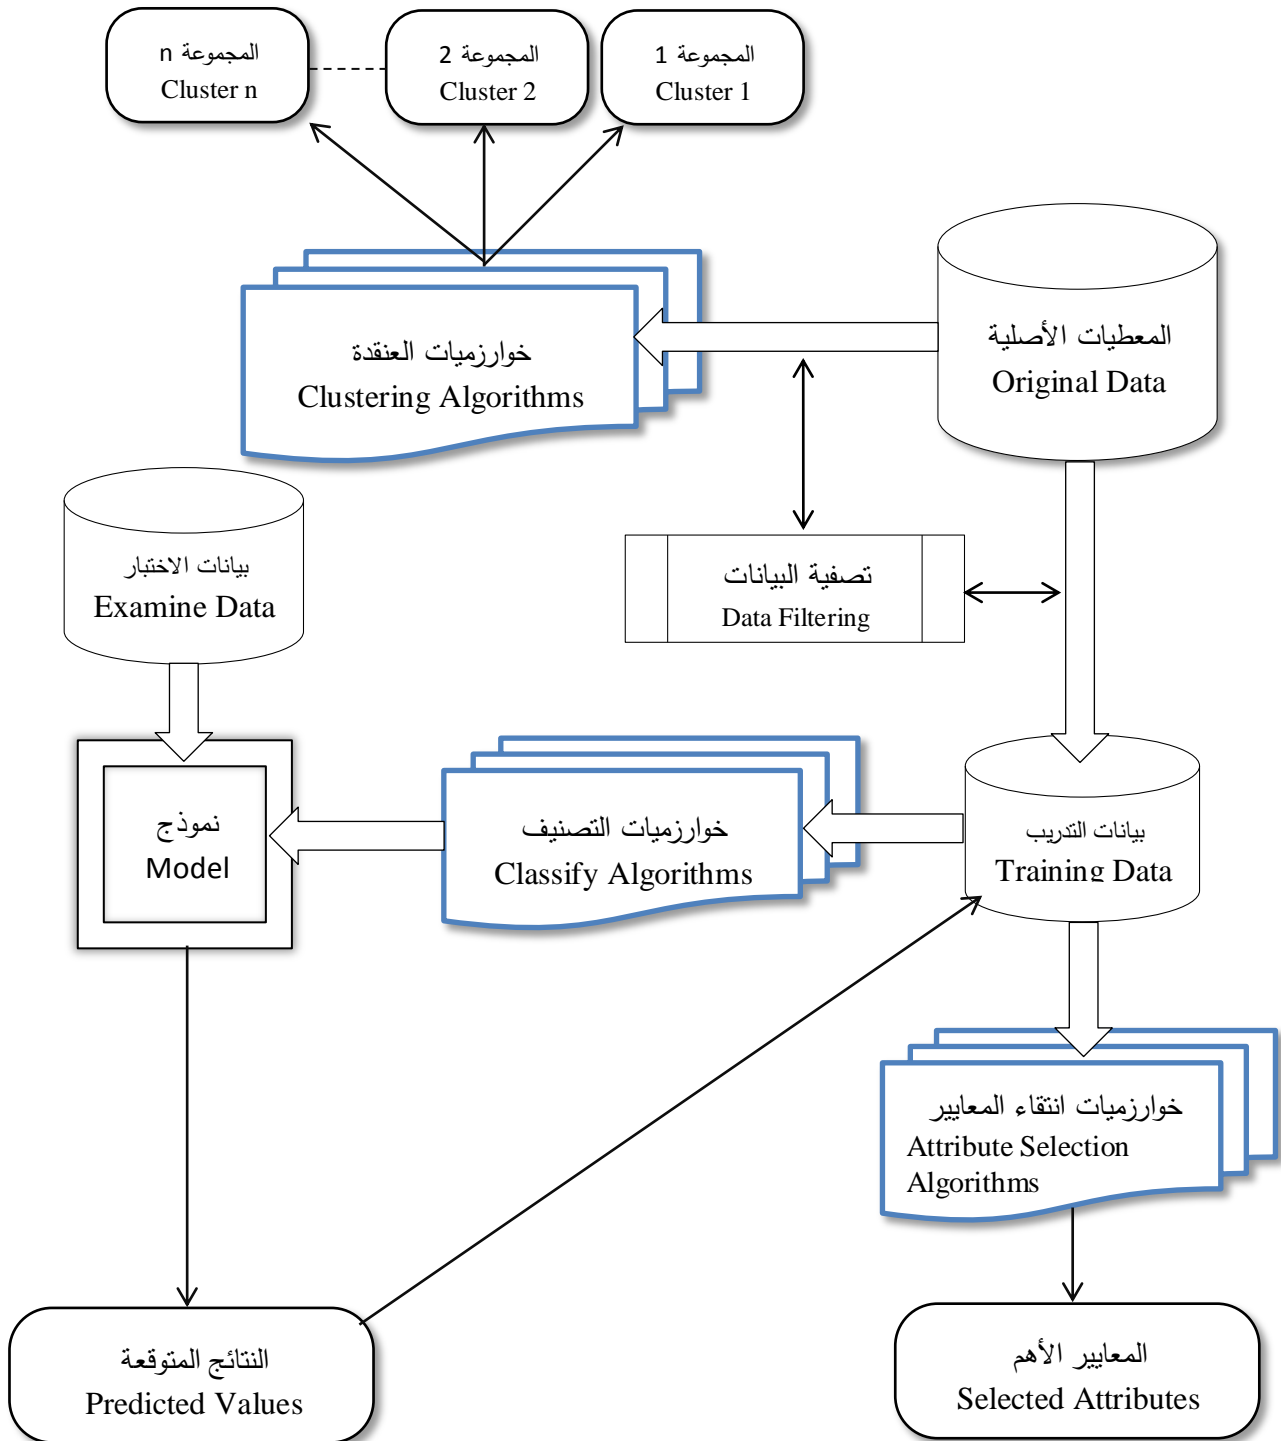 المجموعة 1
Cluster 1
المجموعة 2
Cluster 2
المجموعة n
Cluster n
المعطيات الأصلية
Original Data
خوارزميات العنقدة
Clustering Algorithms
تصفية البيانات
Data Filtering
بيانات الاختبار
Examine Data
بيانات التدريب
Training Data
خوارزميات التصنيف
Classify Algorithms
نموذج
Model
خوارزميات انتقاء المعايير
Attribute Selection
Algorithms
المعايير الأهم
Selected Attributes
النتائج المتوقعة
Predicted Values